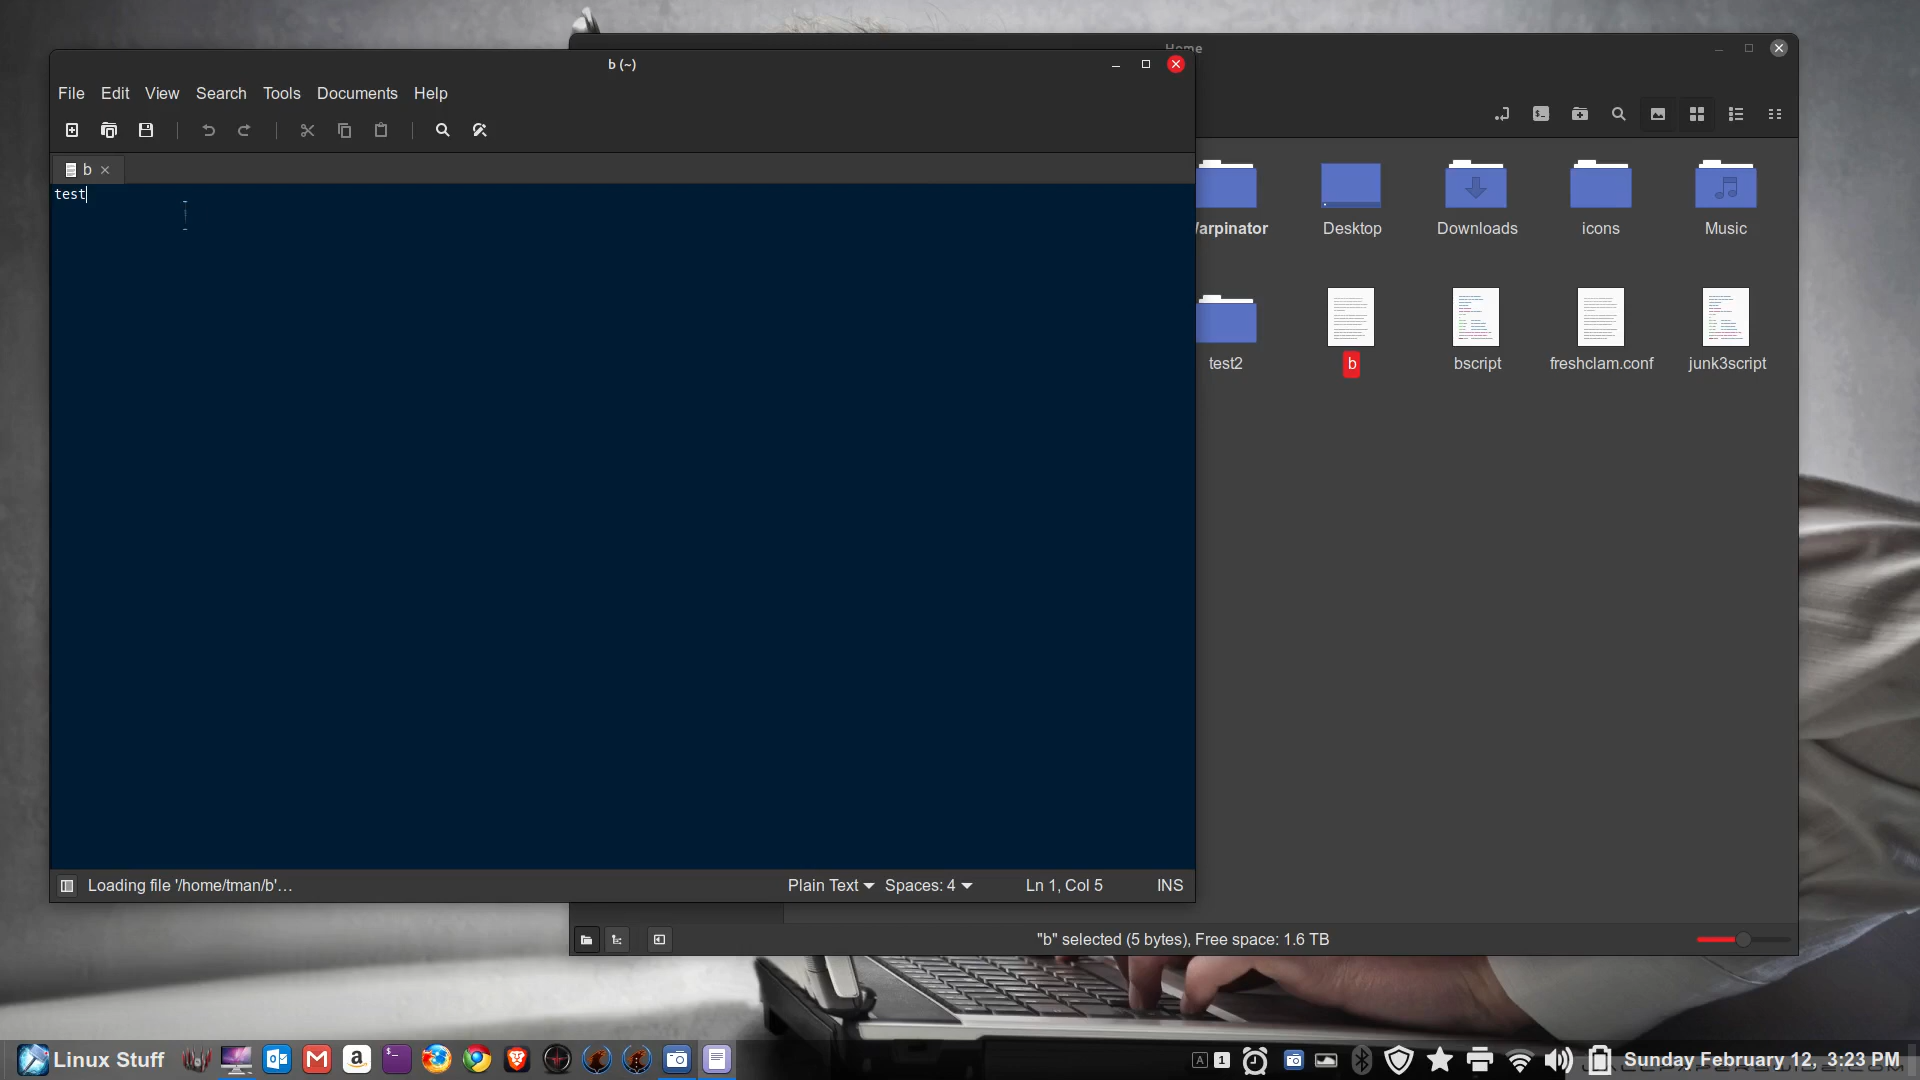 Home
b (~)
File Edit View Search Tools Documents Help
b
test
Desktop Downloads icons Music
test2 b bscript freshclam.conf junk3script
Loading file '/home/tman/b'… Plain Text Spaces: 4 Ln 1, Col 5 INS
"b" selected (5 bytes), Free space: 1.6 TB
Linux Stuff A 1 Sunday February 12, 3:23 PM